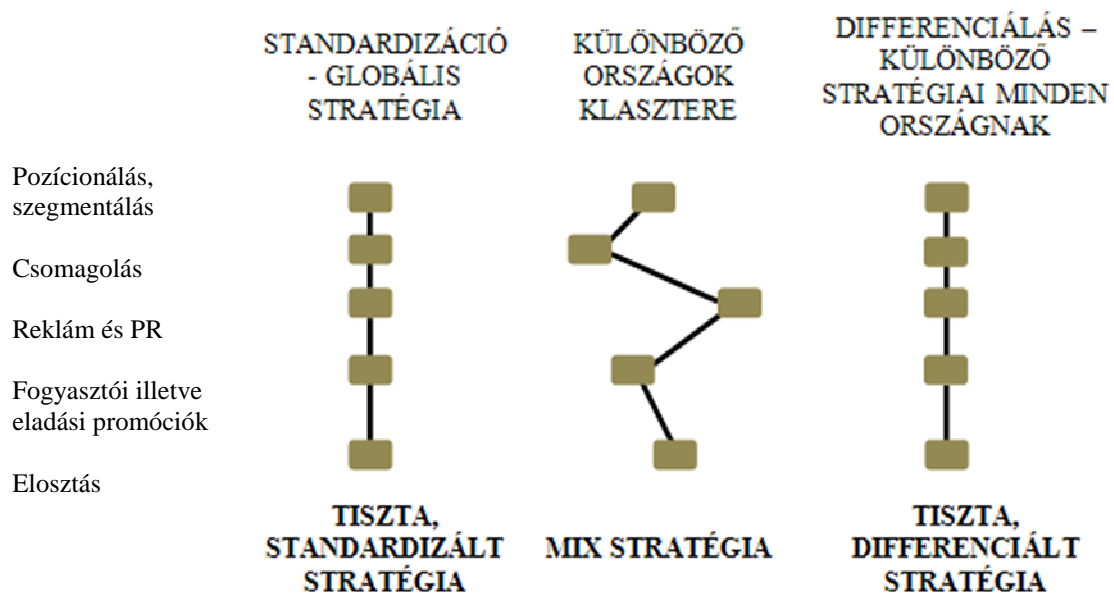 STANDARDIZÁCIÓ
- GLOBÁLIS
STRATÉGIA
KÜLÖNBÖZŐ
ORSZÁGOK
KLASZTERE
DIFFERENCIÁLÁS –
KÜLÖNBÖZŐ
STRATÉGIAI MINDEN
ORSZÁGNAK
Pozícionálás,
szegmentálás
Csomagolás
Reklám és PR
Fogyasztói illetve
eladási promóciók
Elosztás
TISZTA,
STANDARDIZÁLT
STRATÉGIA
MIX STRATÉGIA
TISZTA,
DIFFERENCIÁLT
STRATÉGIA